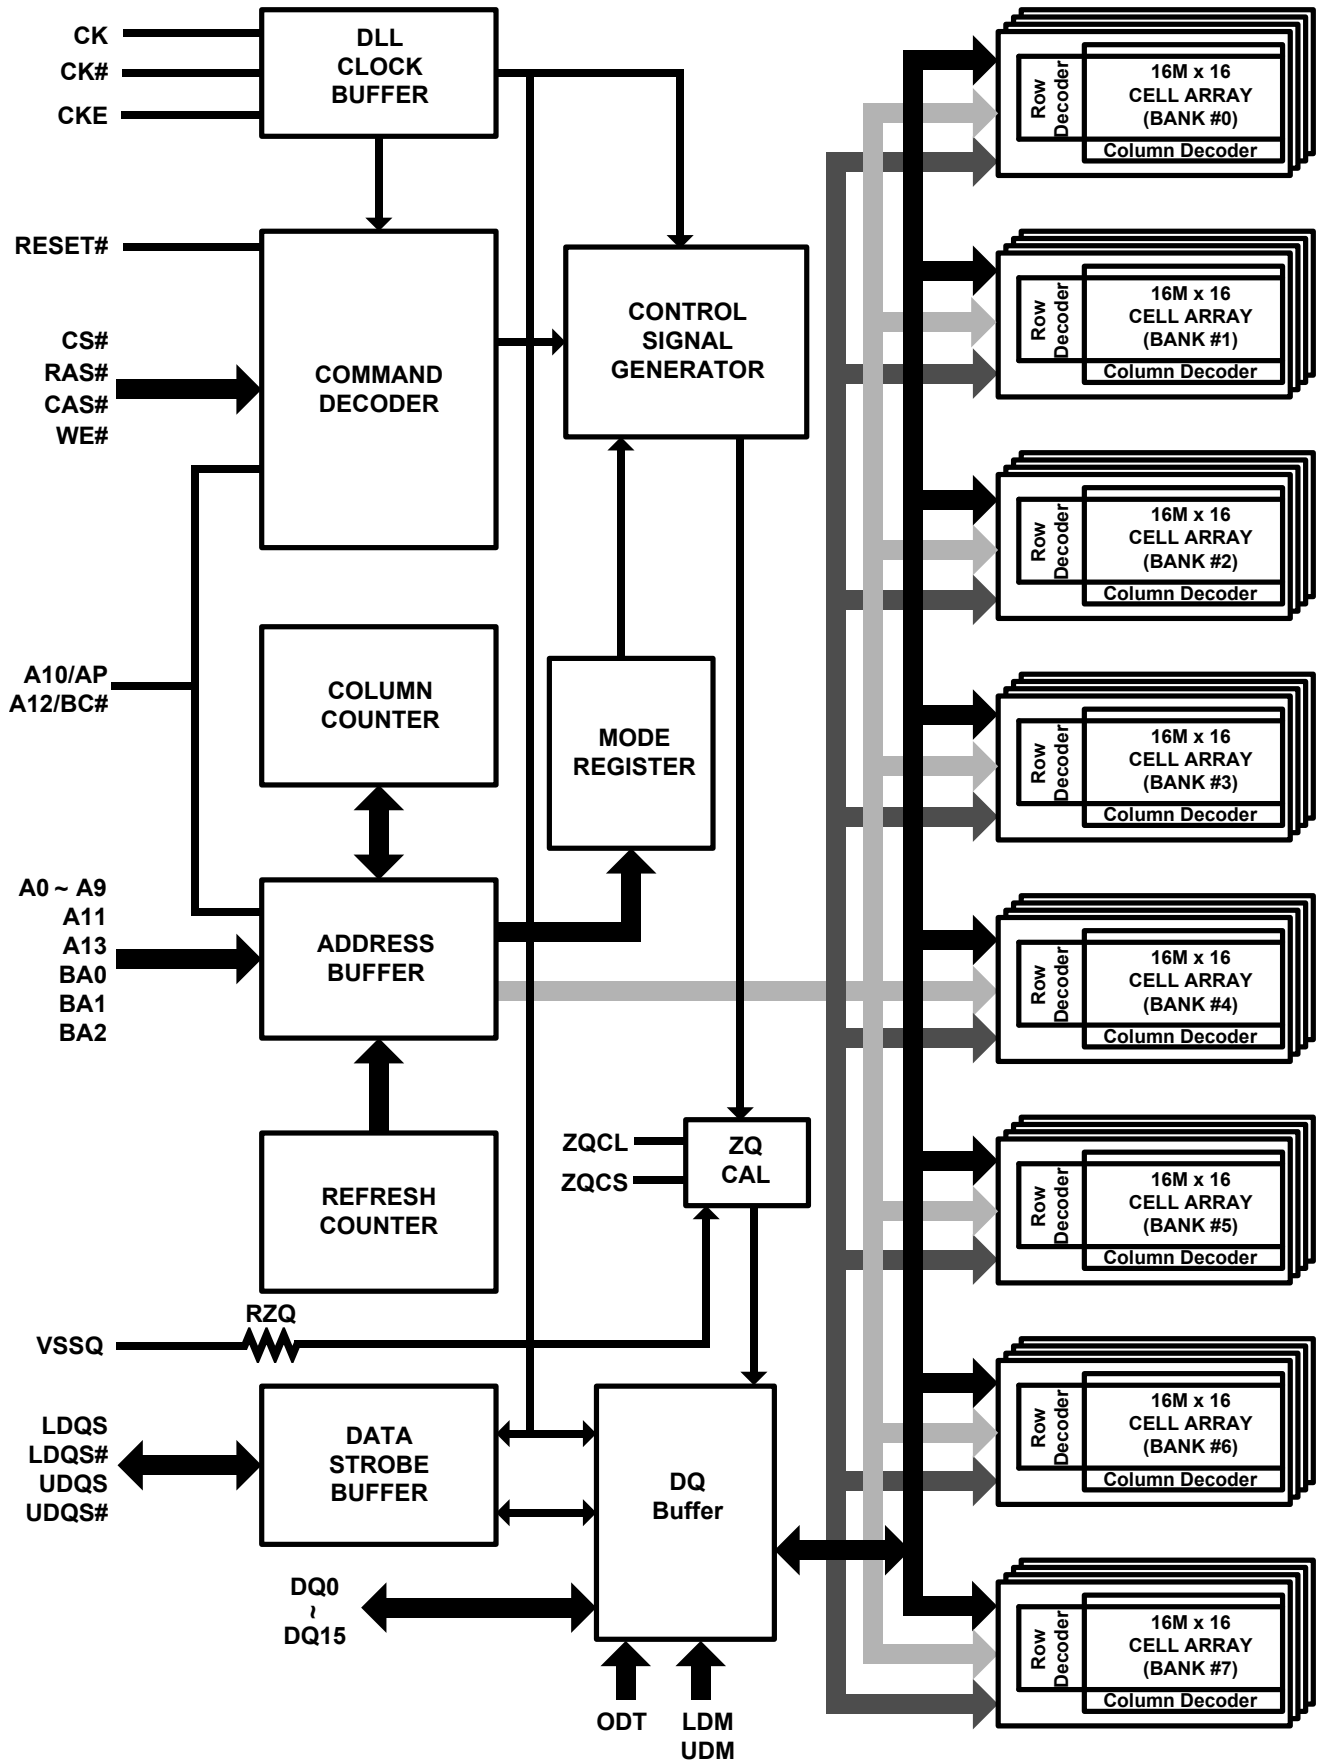 CK
CK#
CKE
DLL
CLOCK
BUFFER
RESET#
CS#
RAS#
CAS#
WE#
COMMAND
DECODER
CONTROL
SIGNAL
GENERATOR
A10/AP
A12/BC#
COLUMN
COUNTER
MODE
REGISTER
A0 ~ A9
A11
A13
BA0
BA1
BA2
ADDRESS
BUFFER
REFRESH
COUNTER
ZQCL
ZQCS
ZQ
CAL
RZQ
VSSQ
LDQS
LDQS#
UDQS
UDQS#
DATA
STROBE
BUFFER
DQ
Buffer
DQ0
~
DQ15
ODT
LDM
UDM
Row
Decoder
16M x 16
CELL ARRAY
(BANK #0)
Column Decoder
Row
Decoder
16M x 16
CELL ARRAY
(BANK #1)
Column Decoder
Row
Decoder
16M x 16
CELL ARRAY
(BANK #2)
Column Decoder
Row
Decoder
16M x 16
CELL ARRAY
(BANK #3)
Column Decoder
Row
Decoder
16M x 16
CELL ARRAY
(BANK #4)
Column Decoder
Row
Decoder
16M x 16
CELL ARRAY
(BANK #5)
Column Decoder
Row
Decoder
16M x 16
CELL ARRAY
(BANK #6)
Column Decoder
Row
Decoder
16M x 16
CELL ARRAY
(BANK #7)
Column Decoder